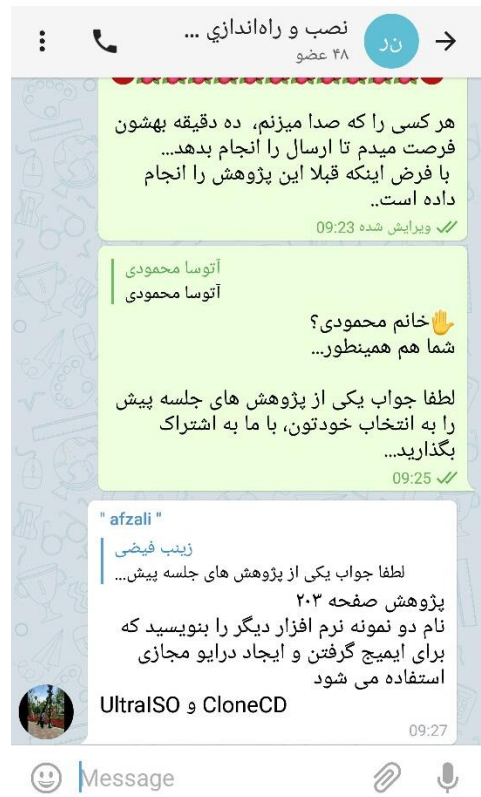 نصب و راه‌اندازي ...
۴۸ عضو
ن‌ر
هر کسی را که صدا میزنم، ده دقیقه بهشون
فرصت میدم تا ارسال را انجام بدهد...
با فرض اینکه قبلا این پژوهش را انجام
داده است..
ویرایش شده 09:23
آتوسا محمودی
آتوسا محمودی
✋خانم محمودی؟
شما هم همینطور...
لطفا جواب یکی از پژوهش های جلسه پیش
را به انتخاب خودتون، با ما به اشتراک
بگذارید...
09:25
" afzali "
زینب فیضی
لطفا جواب یکی از پژوهش های جلسه پیش...
پژوهش صفحه ۲۰۳
نام دو نمونه نرم افزار دیگر را بنویسید که
برای ایمیج گرفتن و ایجاد درایو مجازی
استفاده می شود
UltraISO و CloneCD
09:27
Message